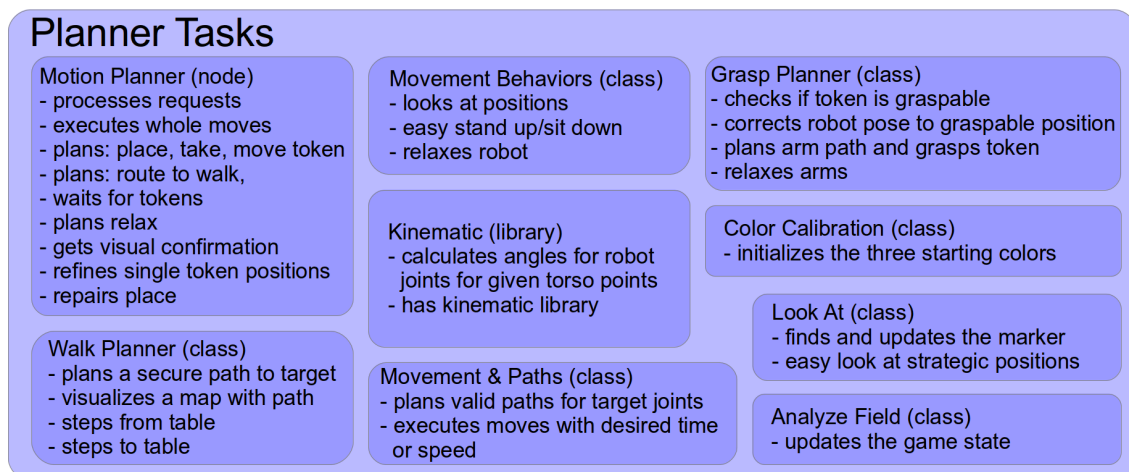 Planner Tasks
Motion Planner (node)
- processes requests
- executes whole moves
- plans: place, take, move token
- plans: route to walk,
- waits for tokens
- plans relax
- gets visual confirmation
- refines single token positions
- repairs place
Walk Planner (class)
- plans a secure path to target
- visualizes a map with path
- steps from table
- steps to table
Movement Behaviors (class)
- looks at positions
- easy stand up/sit down
- relaxes robot
Kinematic (library)
- calculates angles for robot
joints for given torso points
- has kinematic library
Movement & Paths (class)
- plans valid paths for target joints
- executes moves with desired time
or speed
Grasp Planner (class)
- checks if token is graspable
- corrects robot pose to graspable position
- plans arm path and grasps token
- relaxes arms
Color Calibration (class)
- initializes the three starting colors
Look At (class)
- finds and updates the marker
- easy look at strategic positions
Analyze Field (class)
- updates the game state